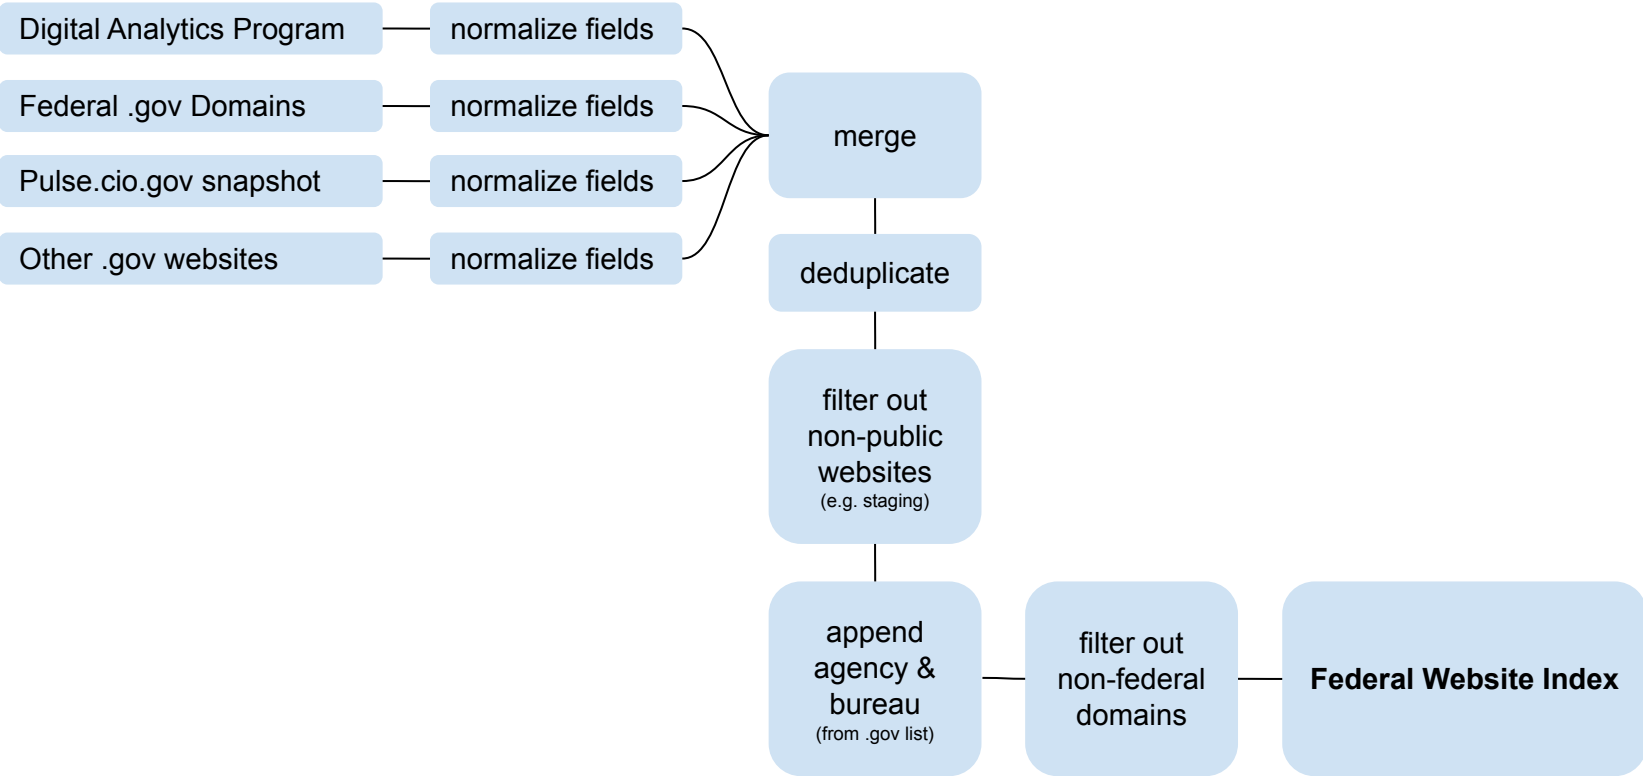 Digital Analytics Program
normalize fields
Federal .gov Domains
normalize fields
Pulse.cio.gov snapshot
normalize fields
Other .gov websites
normalize fields
merge
deduplicate
filter out
non-public
websites
(e.g. staging)
append
agency &
bureau
(from .gov list)
filter out
non-federal
domains
Federal Website Index